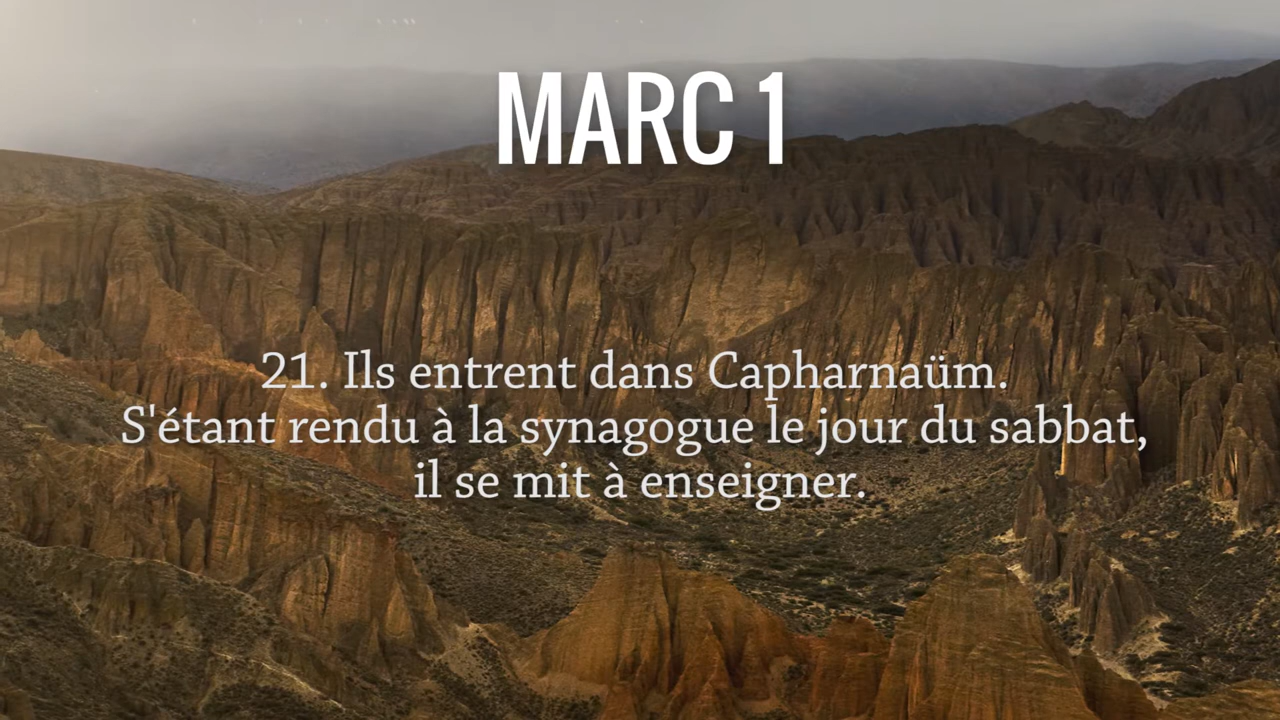 MARC 1
21. Ils entrent dans Capharnaüm.
S'étant rendu à la synagogue le jour du sabbat,
il se mit à enseigner.